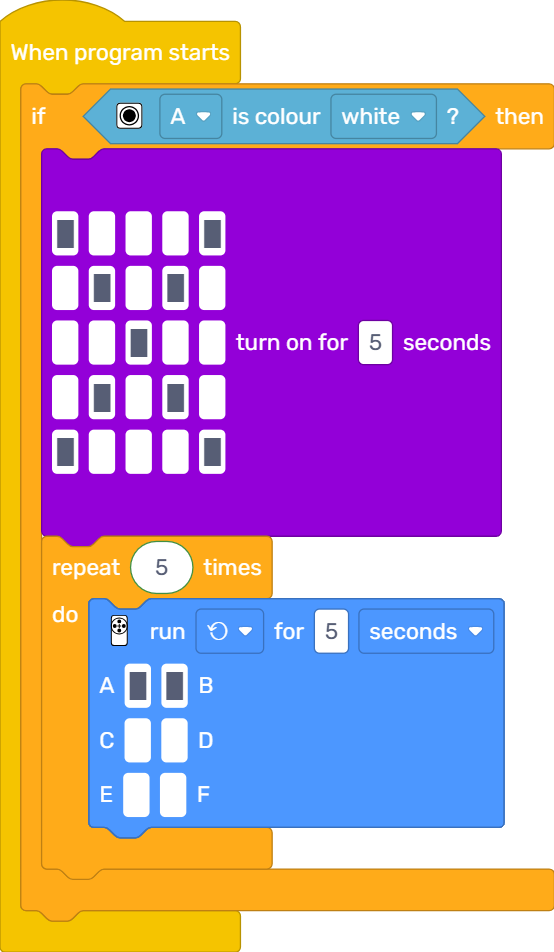 When program starts
if A is colour white ? then
turn on for 5 seconds
repeat 5 times
do
run for 5 seconds
A B
C D
E F